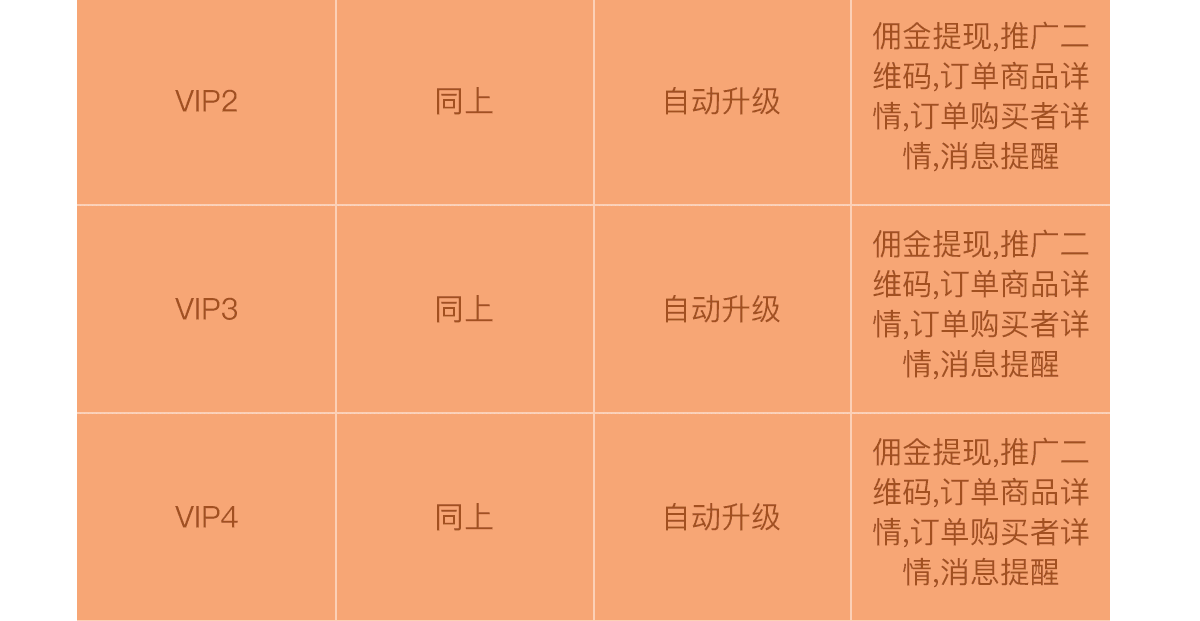 VIP2
同上
自动升级
佣金提现,推广二
维码,订单商品详
情,订单购买者详
情,消息提醒
VIP3
同上
自动升级
佣金提现,推广二
维码,订单商品详
情,订单购买者详
情,消息提醒
VIP4
同上
自动升级
佣金提现,推广二
维码,订单商品详
情,订单购买者详
情,消息提醒